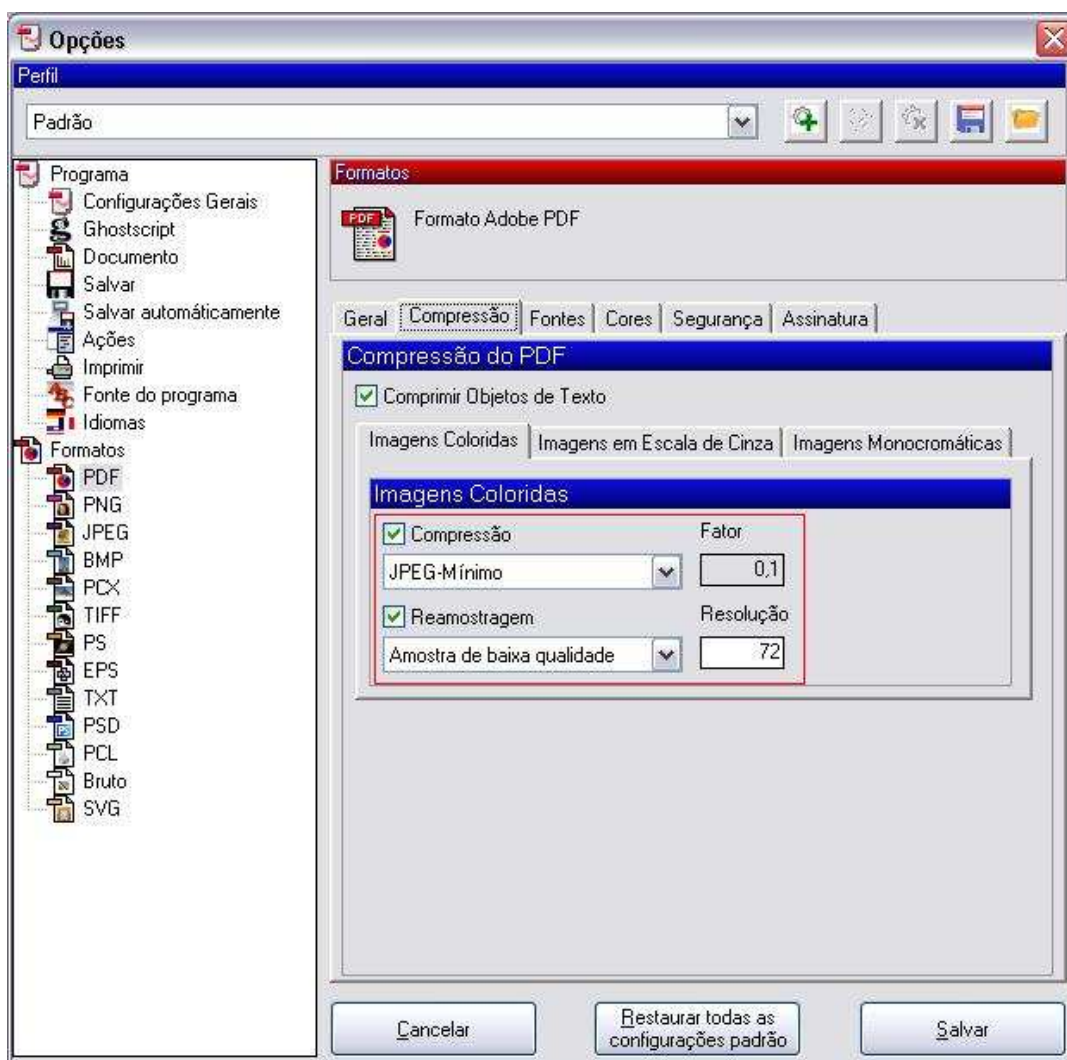 Opções
Perfil
Padrão
Programa
Configurações Gerais
Ghostscript
Documento
Salvar
Salvar automáticamente
Ações
Imprimir
Fonte do programa
Idiomas
Formatos
PDF
PNG
JPEG
BMP
PCX
TIFF
PS
EPS
TXT
PSD
PCL
Bruto
SVG
Formatos
PDF
Formato Adobe PDF
Geral Compressão Fontes Cores Segurança Assinatura
Compressão do PDF
Comprimir Objetos de Texto
Imagens Coloridas Imagens em Escala de Cinza Imagens Monocromáticas
Imagens Coloridas
Compressão Fator
JPEG-Mínimo 0,1
Reamostragem Resolução
Amostra de baixa qualidade 72
Cancelar
Restaurar todas as
configurações padrão
Salvar